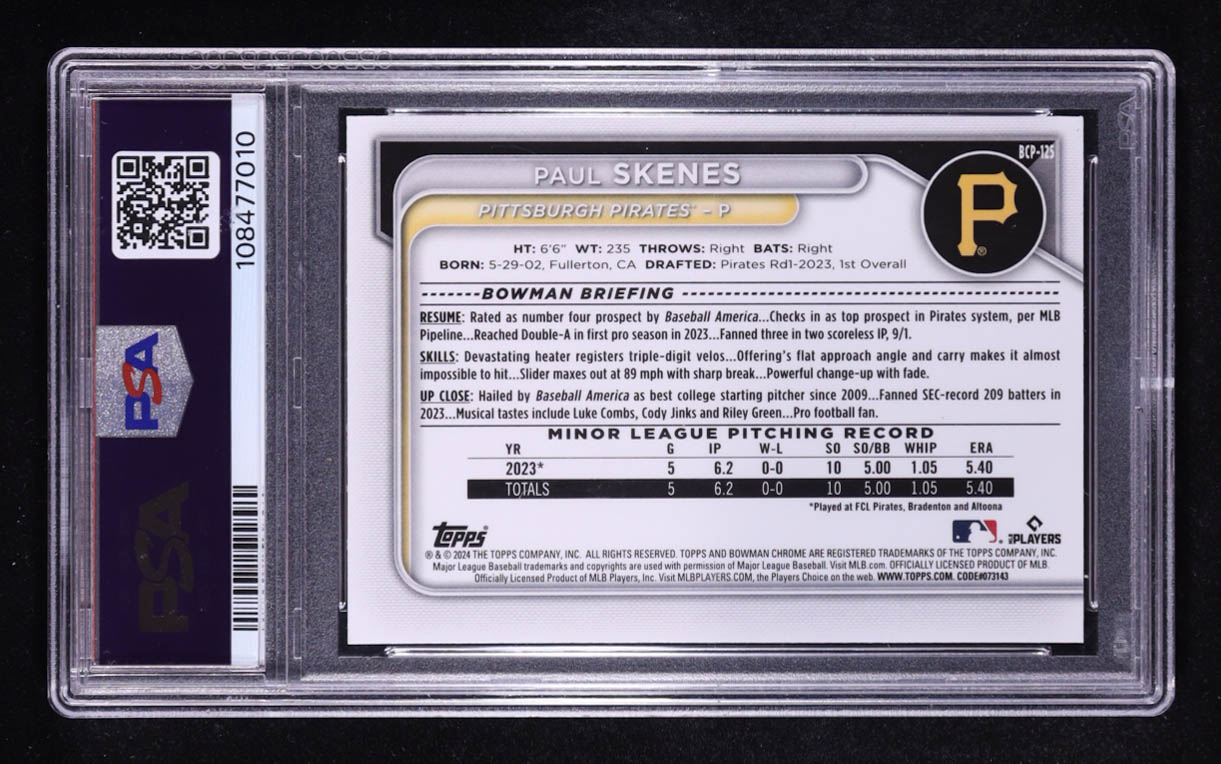 108477010
PSA
PSA
BCP-125
PAUL SKENES
PITTSBURGH PIRATES™ – P
P®
HT: 6'6" WT: 235 THROWS: Right BATS: Right
BORN: 5-29-02, Fullerton, CA DRAFTED: Pirates Rd1-2023, 1st Overall
BOWMAN BRIEFING
RESUME: Rated as number four prospect by Baseball America...Checks in as top prospect in Pirates system, per MLB
Pipeline...Reached Double-A in first pro season in 2023...Fanned three in two scoreless IP, 9/1.
SKILLS: Devastating heater registers triple-digit velos...Offering's flat approach angle and carry makes it almost
impossible to hit...Slider maxes out at 89 mph with sharp break...Powerful change-up with fade.
UP CLOSE: Hailed by Baseball America as best college starting pitcher since 2009...Fanned SEC-record 209 batters in
2023...Musical tastes include Luke Combs, Cody Jinks and Riley Green...Pro football fan.
MINOR LEAGUE PITCHING RECORD
YR G IP W-L SO SO/BB WHIP ERA
2023* 5 6.2 0-0 10 5.00 1.05 5.40
TOTALS 5 6.2 0-0 10 5.00 1.05 5.40
*Played at FCL Pirates, Bradenton and Altoona
Topps®
MLB PLAYERS
® & © 2024 THE TOPPS COMPANY, INC. ALL RIGHTS RESERVED. TOPPS AND BOWMAN CHROME ARE REGISTERED TRADEMARKS OF THE TOPPS COMPANY, INC.
Major League Baseball trademarks and copyrights are used with permission of Major League Baseball. Visit MLB.com. OFFICIALLY LICENSED PRODUCT OF MLB.
Officially Licensed Product of MLB Players, Inc. Visit MLBPLAYERS.COM, the Players Choice on the web. WWW.TOPPS.COM. CODE#073143